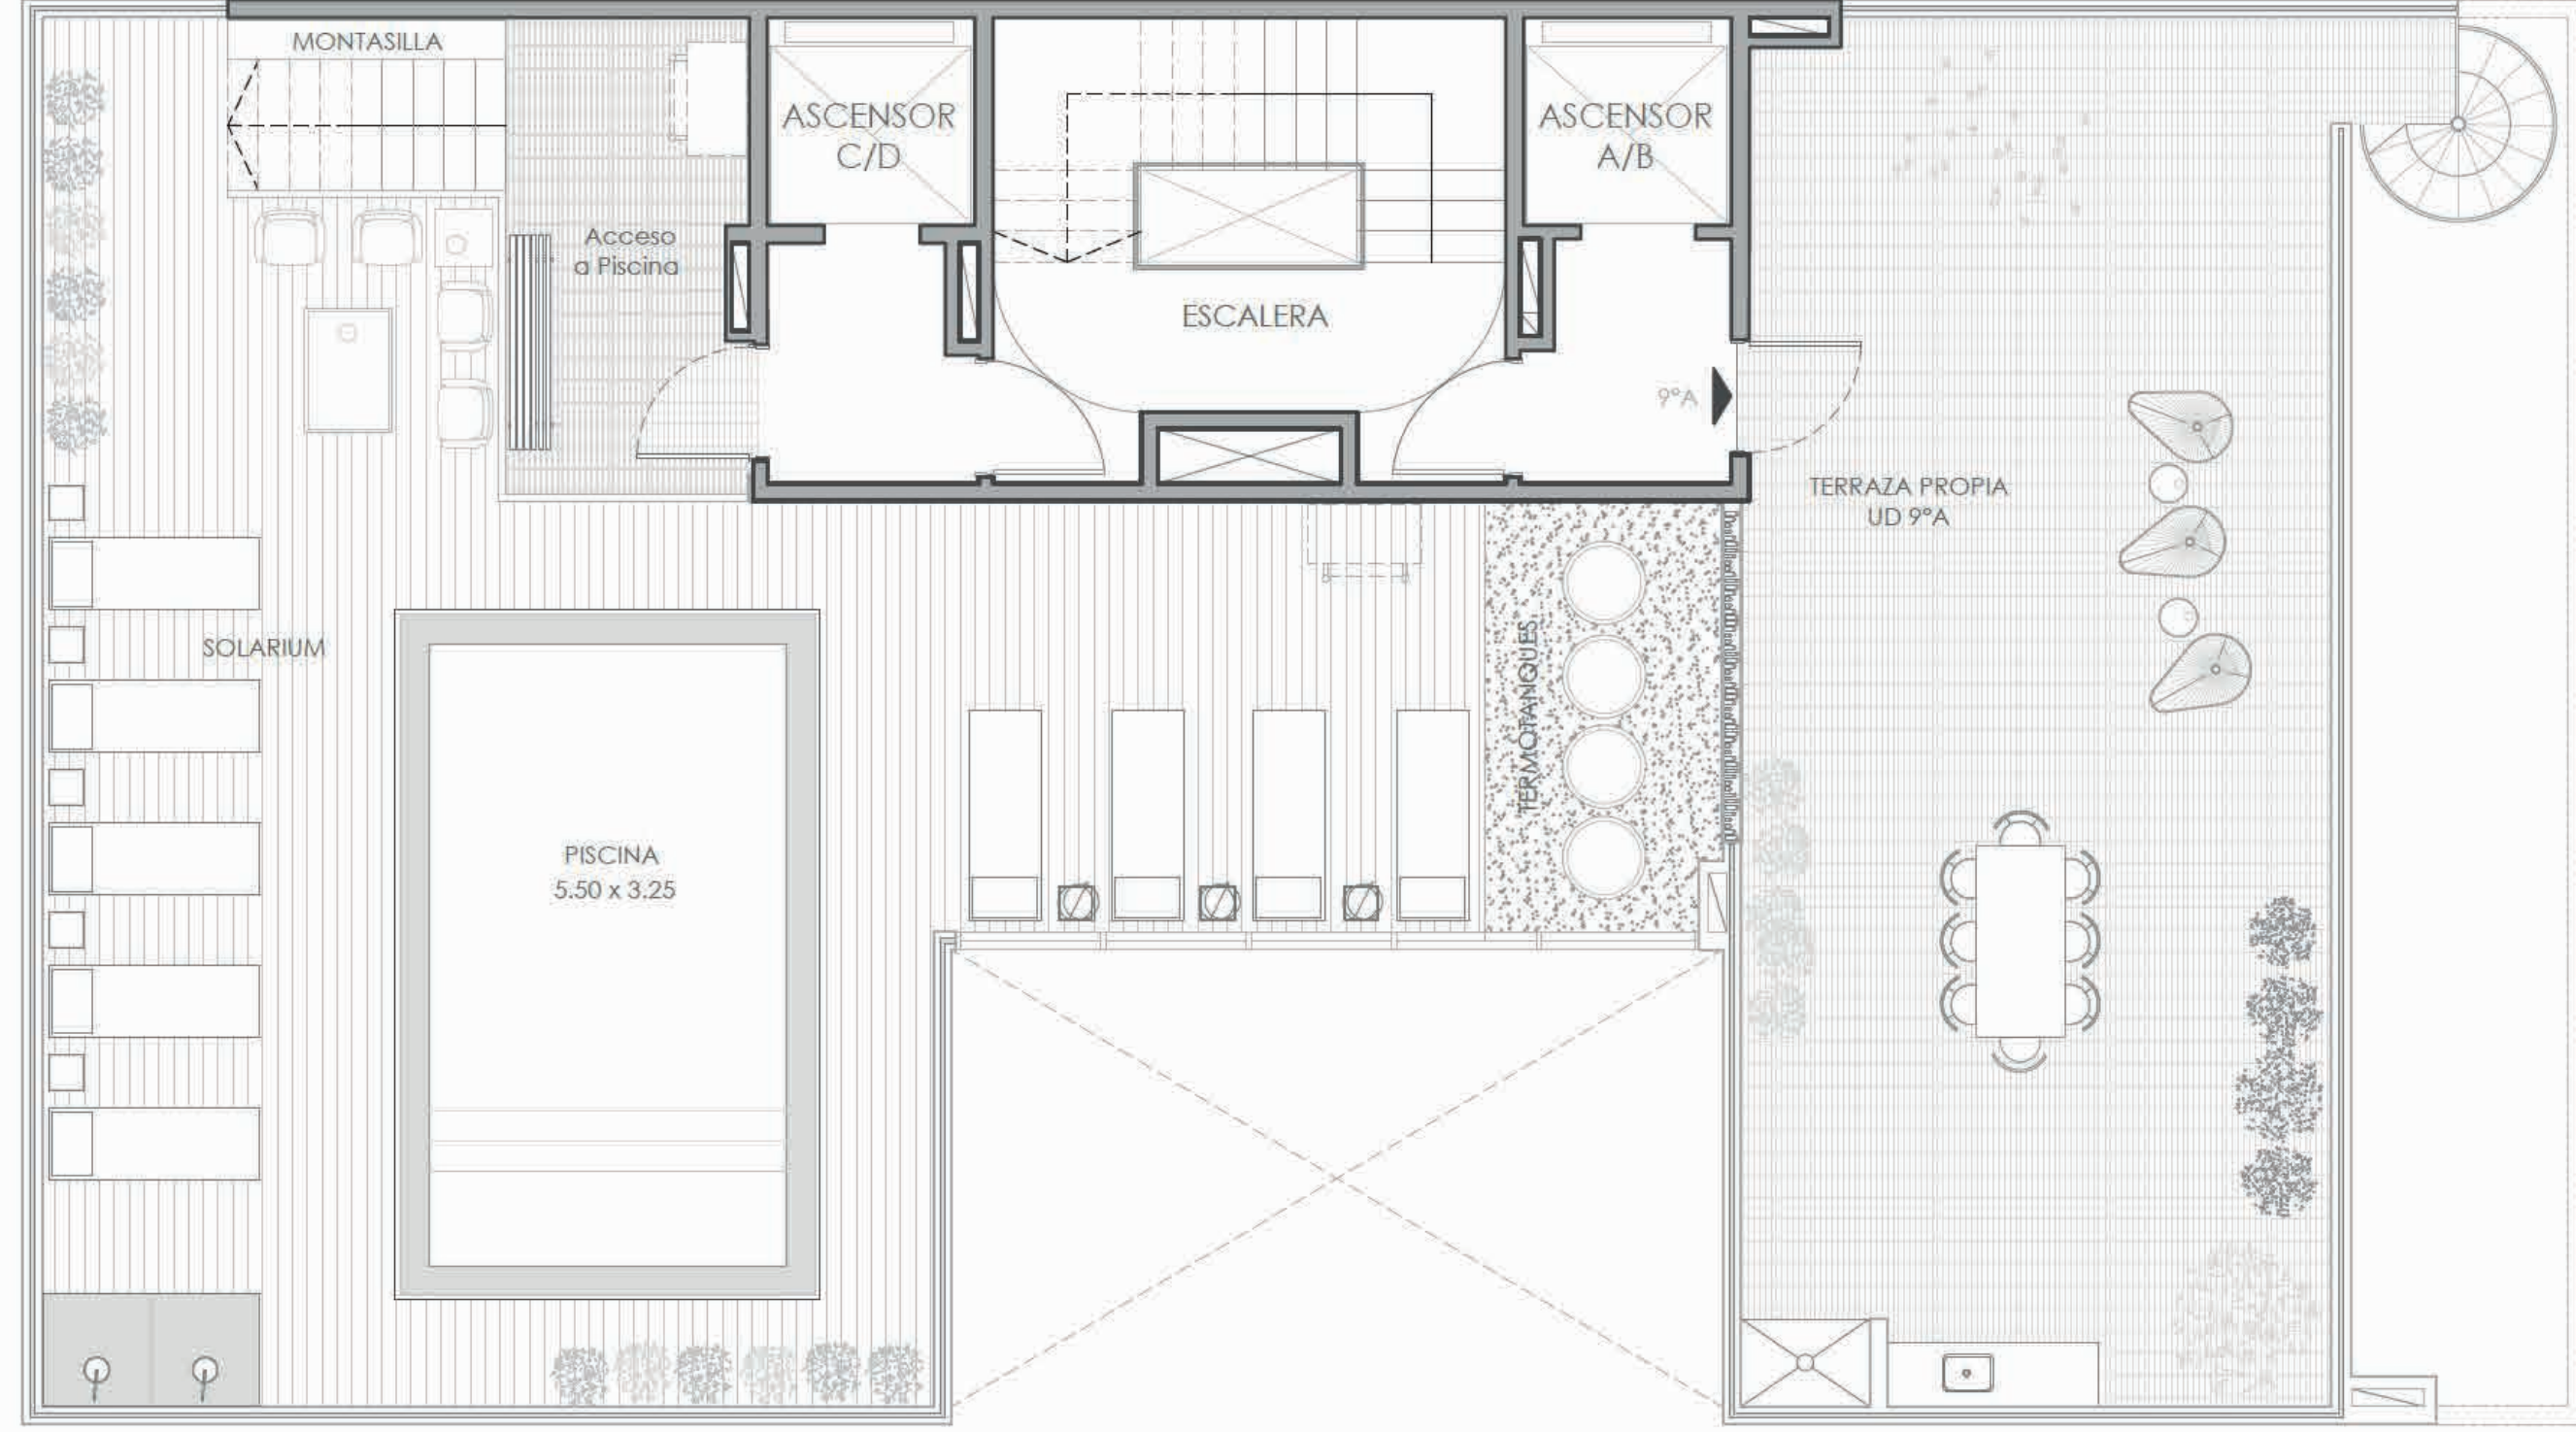 MONTASILLA
ASCENSOR
C/D
ASCENSOR
A/B
Acceso
a Piscina
ESCALERA
9ºA
TERRAZA PROPIA
UD 9ºA
SOLARIUM
TERMOTANQUES
PISCINA
5.50 x 3.25